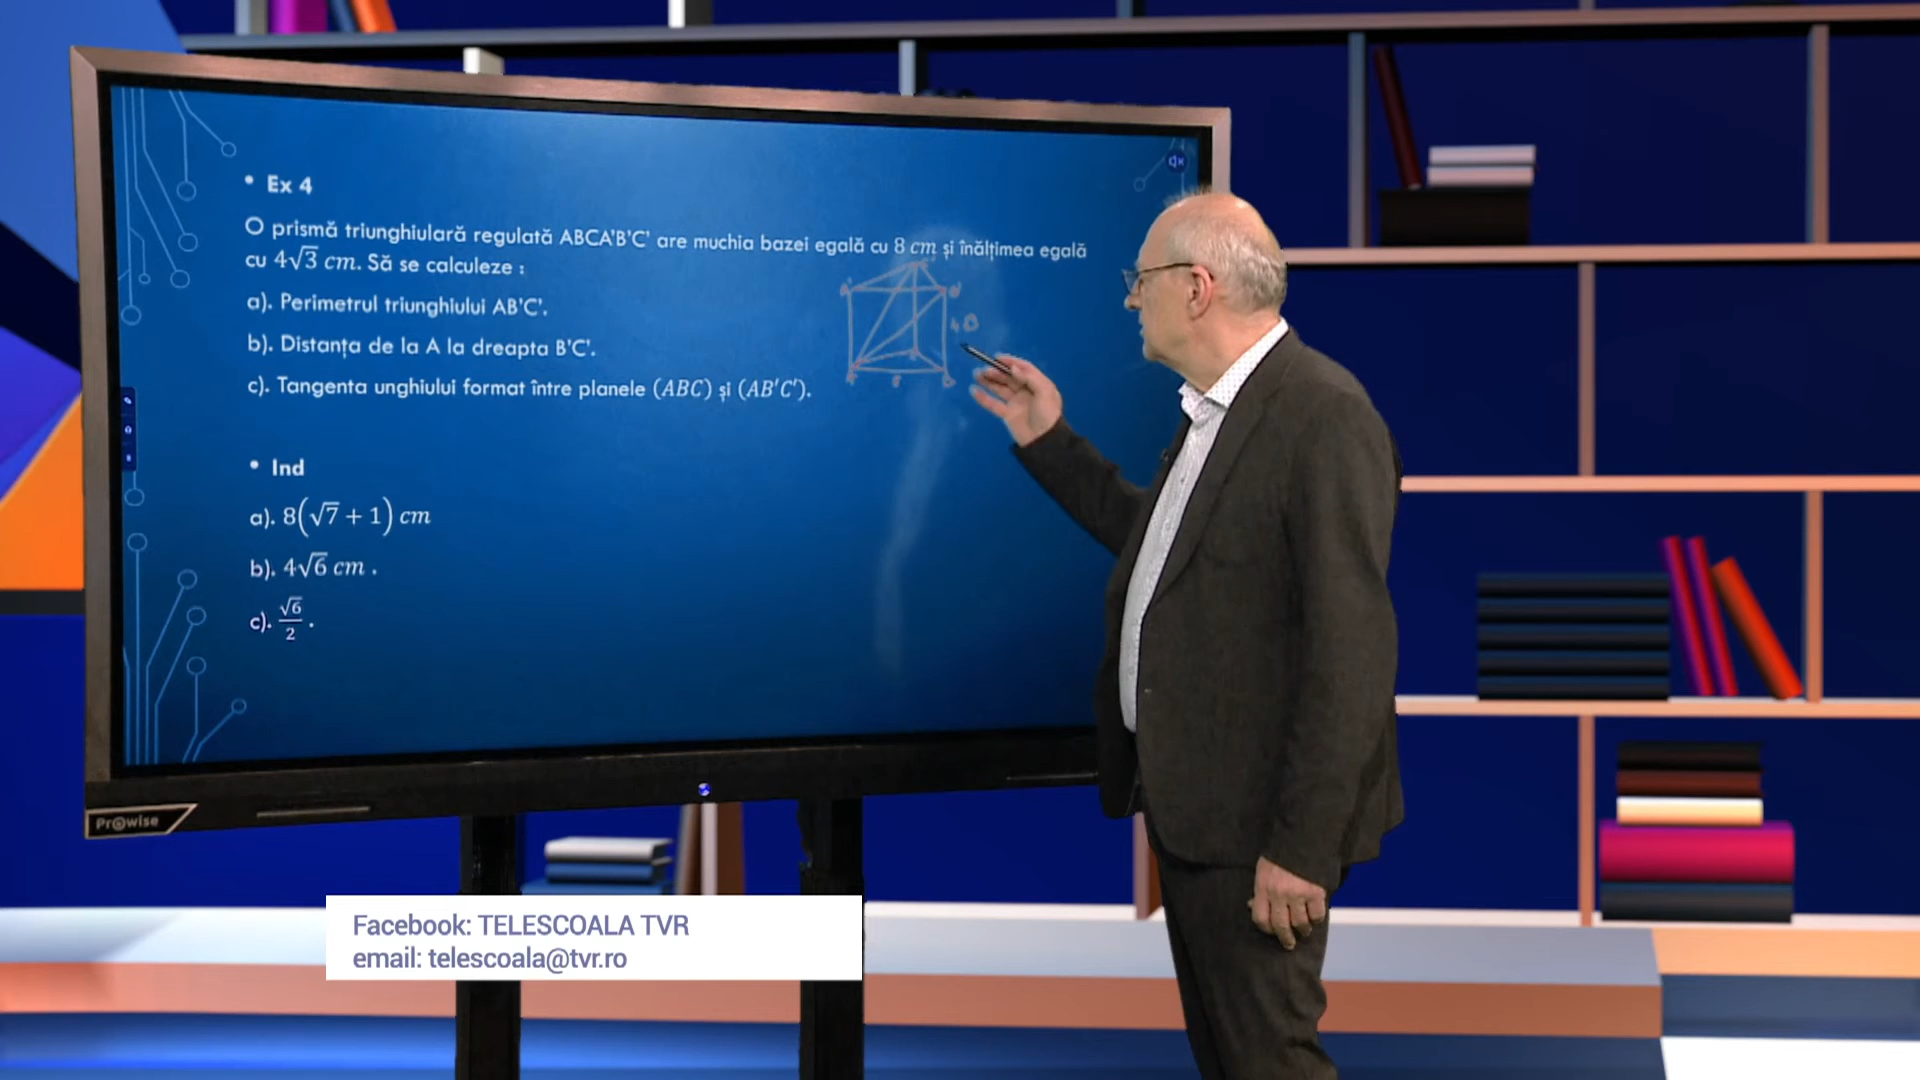 • Ex 4
O prismă triunghiulară regulată ABCA'B'C' are muchia bazei egală cu 8 cm și înălțimea egală
cu 4√3 cm. Să se calculeze :
a). Perimetrul triunghiului AB'C'.
b). Distanța de la A la dreapta B'C'.
c). Tangenta unghiului format între planele (ABC) și (AB'C').
• Ind
a). 8(√7 + 1) cm
b). 4√6 cm .
c). √6/2 .
Prowise
Facebook: TELESCOALA TVR
email: telescoala@tvr.ro